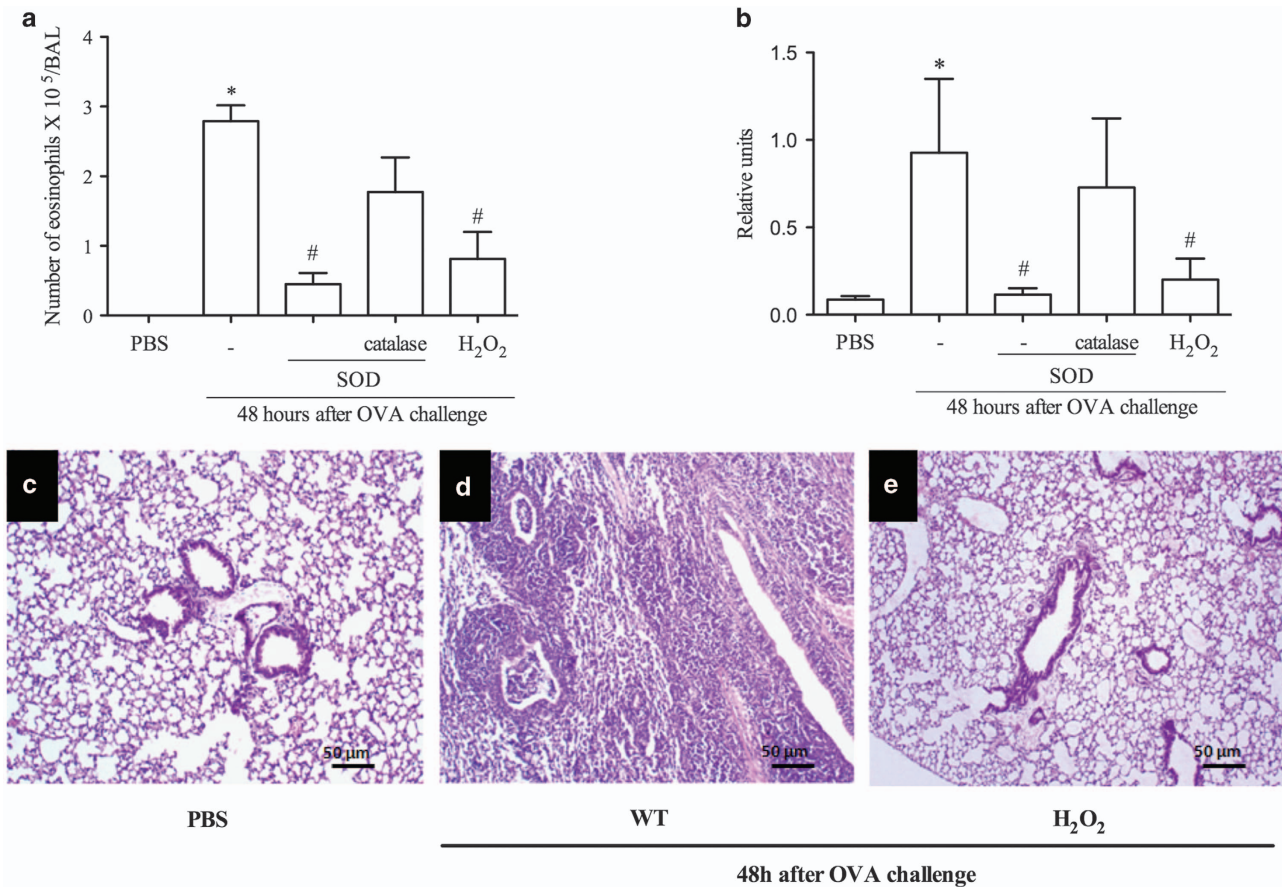 a
Number of eosinophils X 10 5/BAL
4
3
2
1
0
*
#
#
PBS
-
catalase
H2O2
SOD
48 hours after OVA challenge
b
Relative units
1.5
1.0
0.5
0.0
*
#
#
PBS
-
-
catalase
H2O2
SOD
48 hours after OVA challenge
c
50 µm
d
50 µm
e
50 µm
PBS
WT
H2O2
48h after OVA challenge